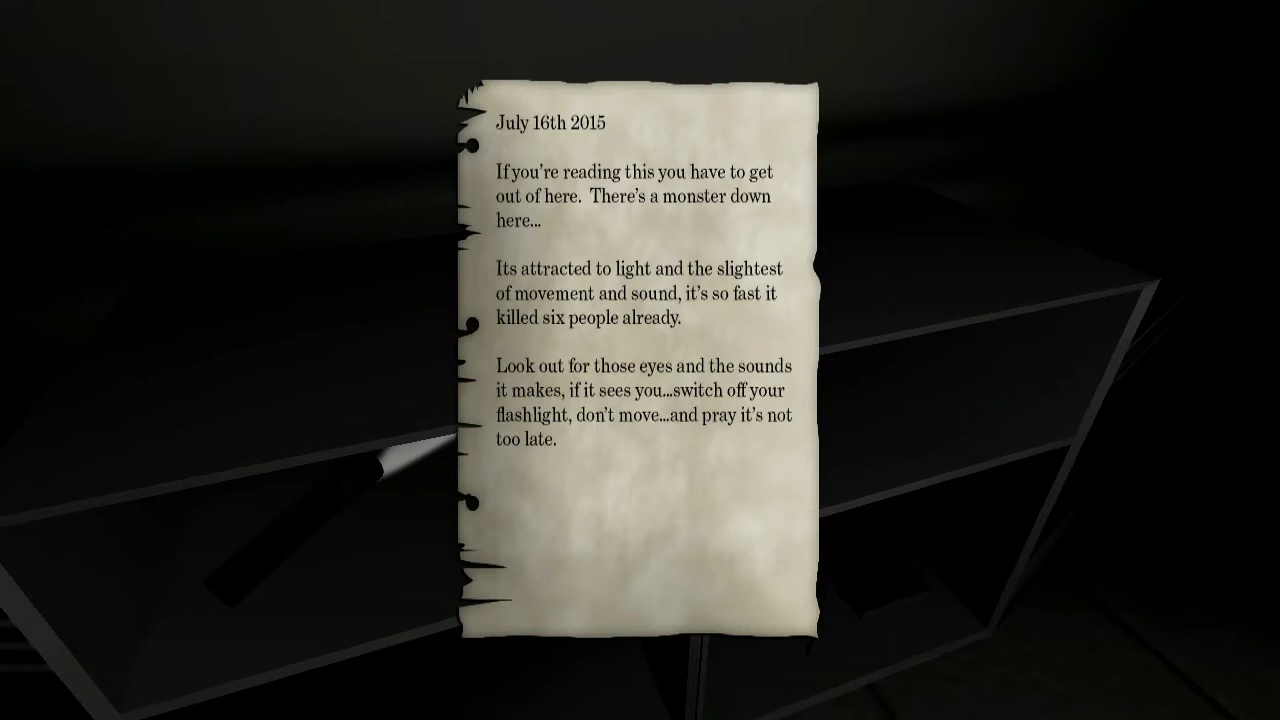 July 16th 2015
If you're reading this you have to get
out of here.  There's a monster down
here...
Its attracted to light and the slightest
of movement and sound, it's so fast it
killed six people already.
Look out for those eyes and the sounds
it makes, if it sees you...switch off your
flashlight, don't move...and pray it's not
too late.